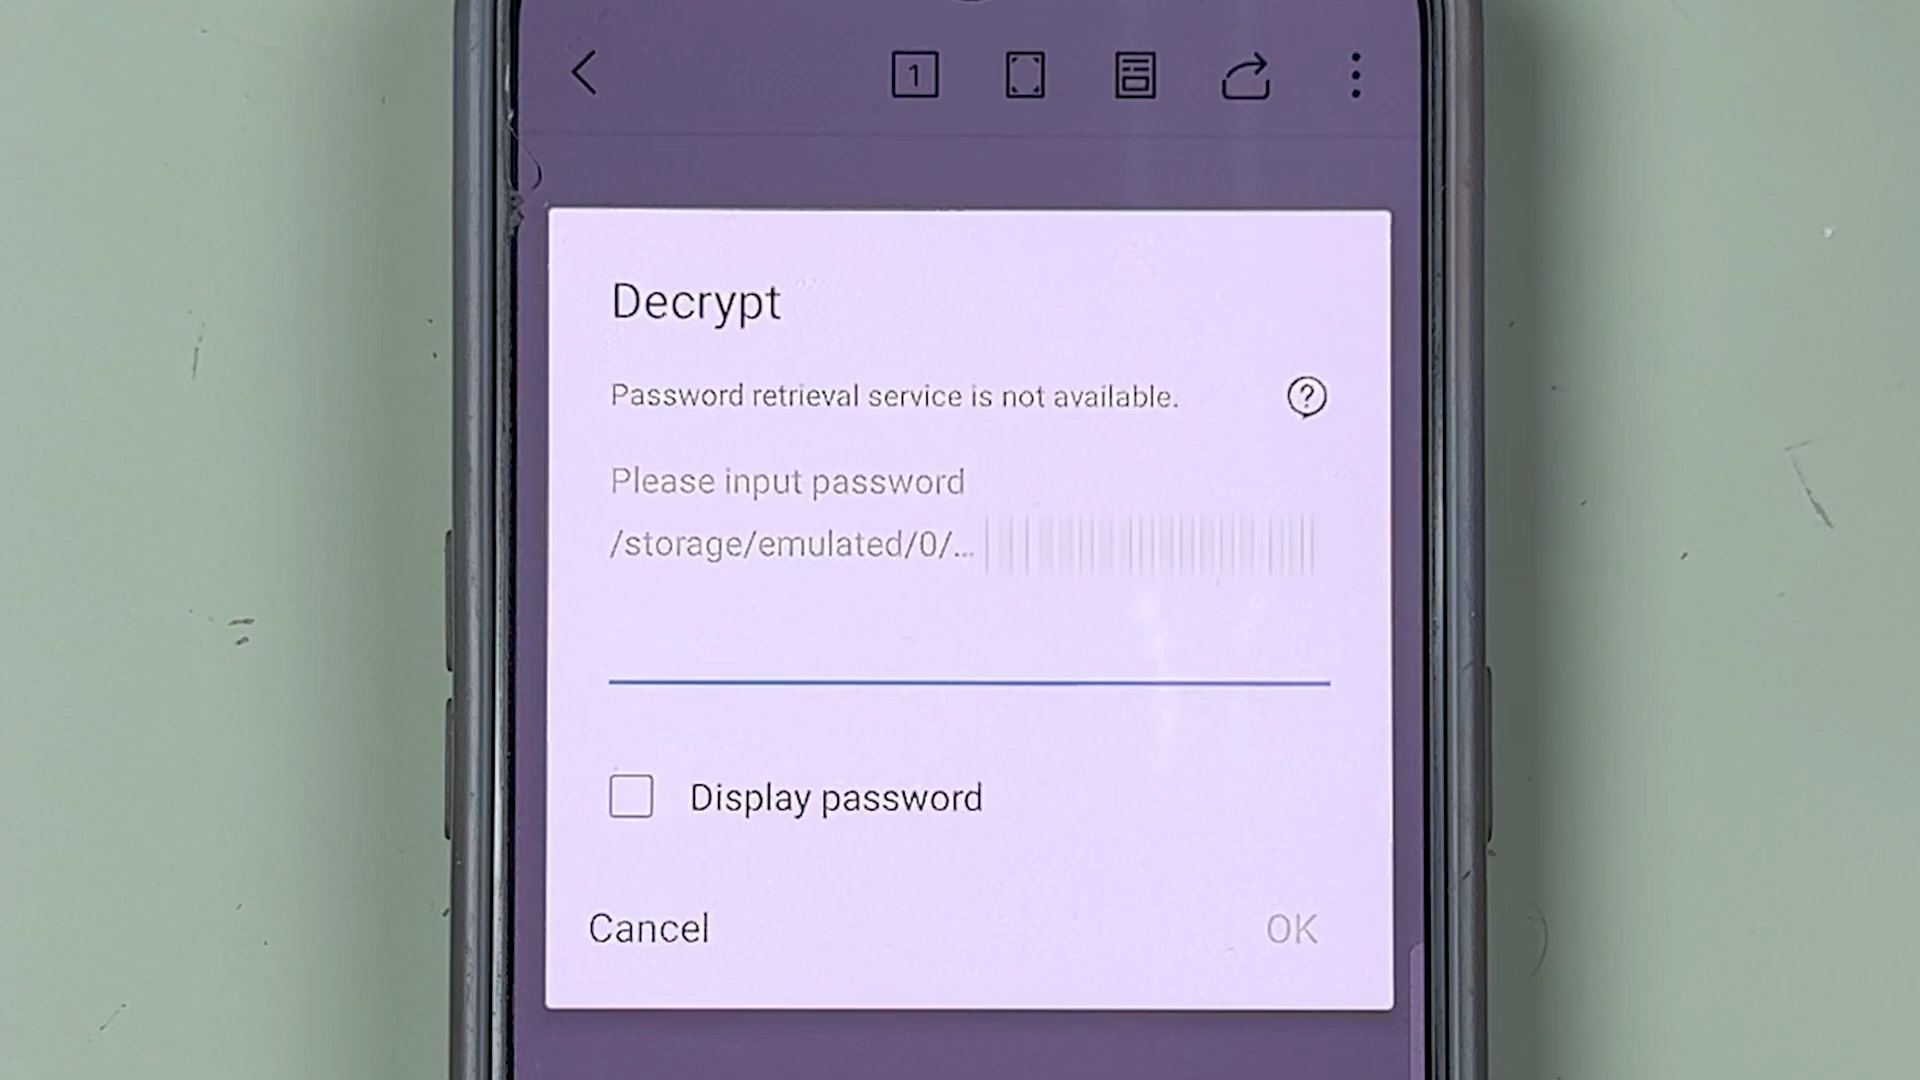 1
Decrypt
Password retrieval service is not available.
?
Please input password
/storage/emulated/0/...
Display password
Cancel
OK